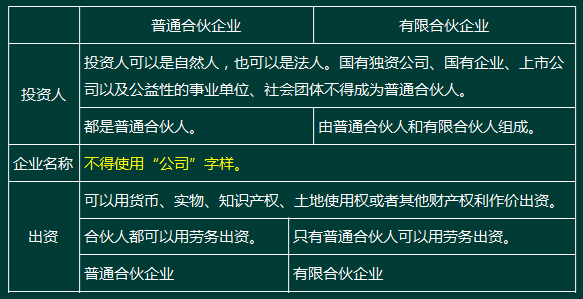 普通合伙企业
有限合伙企业
投资人
投资人可以是自然人，也可以是法人。国有独资公司、国有企业、上市公
司以及公益性的事业单位、社会团体不得成为普通合伙人。
都是普通合伙人。
由普通合伙人和有限合伙人组成。
企业名称
不得使用“公司”字样。
出资
可以用货币、实物、知识产权、土地使用权或者其他财产权利作价出资。
合伙人都可以用劳务出资。
只有普通合伙人可以用劳务出资。
普通合伙企业
有限合伙企业